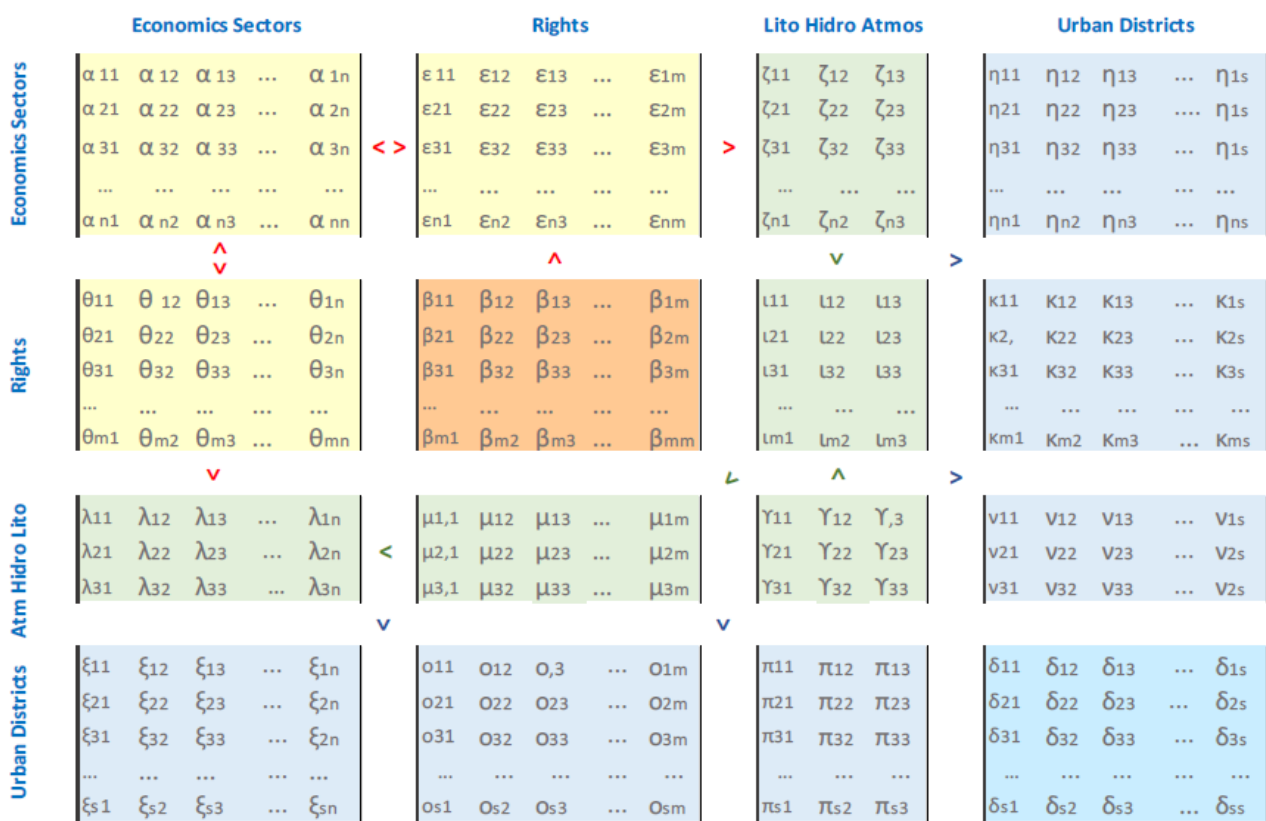 Economics Sectors Rights Lito Hidro Atmos Urban Districts
Economics Sectors
α 11 α 12 α 13 ... α 1n ε11 ε12 ε13 ... ε1m ζ11 ζ12 ζ13 η11 η12 η13 ... η1s
α 21 α 22 α 23 ... α 2n ε21 ε22 ε23 ... ε2m ζ21 ζ22 ζ23 η21 η22 η23 .... η1s
α 31 α 32 α 33 ... α 3n < > ε31 ε32 ε33 ... ε3m > ζ31 ζ32 ζ33 η31 η32 η33 ... η1s
... ... ... ... ... ... ... ... ... ... ... ... ... ... ... ... ... ...
α n1 α n2 α n3 ... α nn εn1 εn2 εn3 ... εnm ζn1 ζn2 ζn3 ηn1 ηn2 ηn3 ... ηns
< > > > >
Rights
θ11 θ 12 θ13 ... θ1n β11 β12 β13 ... β1m ι11 ι12 ι13 κ11 κ12 κ13 ... κ1s
θ21 θ22 θ23 ... θ2n β21 β22 β23 ... β2m ι21 ι22 ι23 κ2, κ22 κ23 ... κ2s
θ31 θ32 θ33 ... θ3n β31 β32 β33 ... β3m ι31 ι32 ι33 κ31 κ32 κ33 ... κ3s
... ... ... ... ... ... ... ... ... ... ... ... ... ... ... ... ... ...
θm1 θm2 θm3 ... θmn βm1 βm2 βm3 ... βmm ιm1 ιm2 ιm3 κm1 κm2 κm3 ... κms
> < > >
Atm Hidro Lito
λ11 λ12 λ13 ... λ1n μ1,1 μ12 μ13 ... μ1m ϒ11 ϒ12 ϒ,3 ν11 ν12 ν13 ... ν1s
λ21 λ22 λ23 ... λ2n < μ2,1 μ22 μ23 ... μ2m ϒ21 ϒ22 ϒ23 ν21 ν22 ν23 ... ν2s
λ31 λ32 λ33 ... λ3n μ3,1 μ32 μ33 ... μ3m ϒ31 ϒ32 ϒ33 ν31 ν32 ν33 ... ν2s
> >
Urban Districts
ξ11 ξ12 ξ13 ... ξ1n ο11 ο12 ο,3 ... ο1m π11 π12 π13 δ11 δ12 δ13 ... δ1s
ξ21 ξ22 ξ23 ... ξ2n ο21 ο22 ο23 ... ο2m π21 π22 π23 δ21 δ22 δ23 ... δ2s
ξ31 ξ32 ξ33 ... ξ2n ο31 ο32 ο33 ... ο3m π31 π32 π33 δ31 δ32 δ33 ... δ3s
... ... ... ... ... ... ... ... ... ... ... ... ... ... ... ... ... ...
ξs1 ξs2 ξs3 ... ξsn οs1 οs2 οs3 ... οsm πs1 πs2 πs3 δs1 δs2 δs3 ... δss